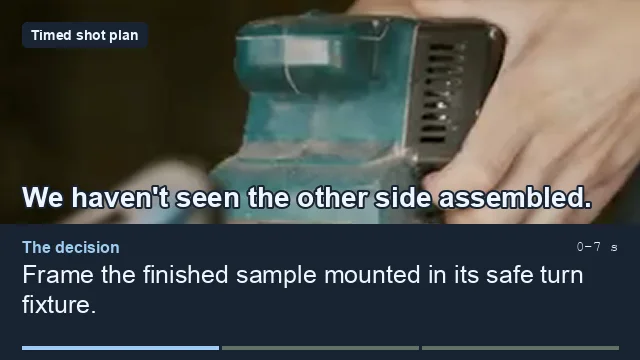 Timed shot plan
We haven't seen the other side assembled.
The decision
0–7 s
Frame the finished sample mounted in its safe turn
fixture.